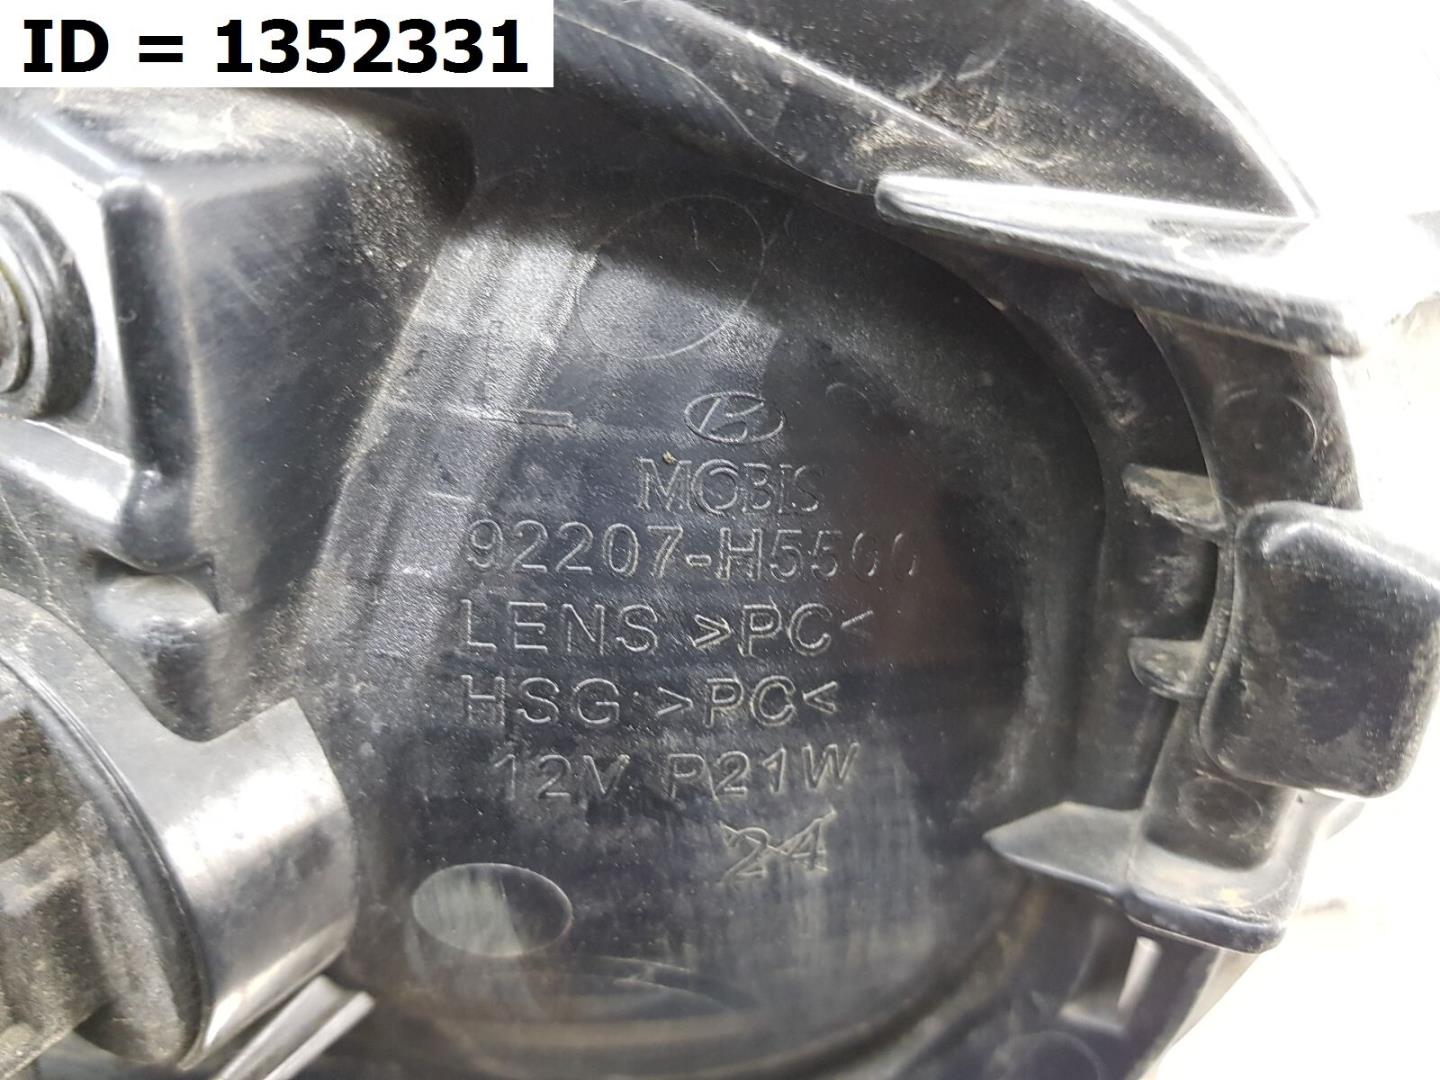 ID = 1352331
MOBIS
92207-H5500
LENS >PC<
HSG >PC<
12V P21W
24